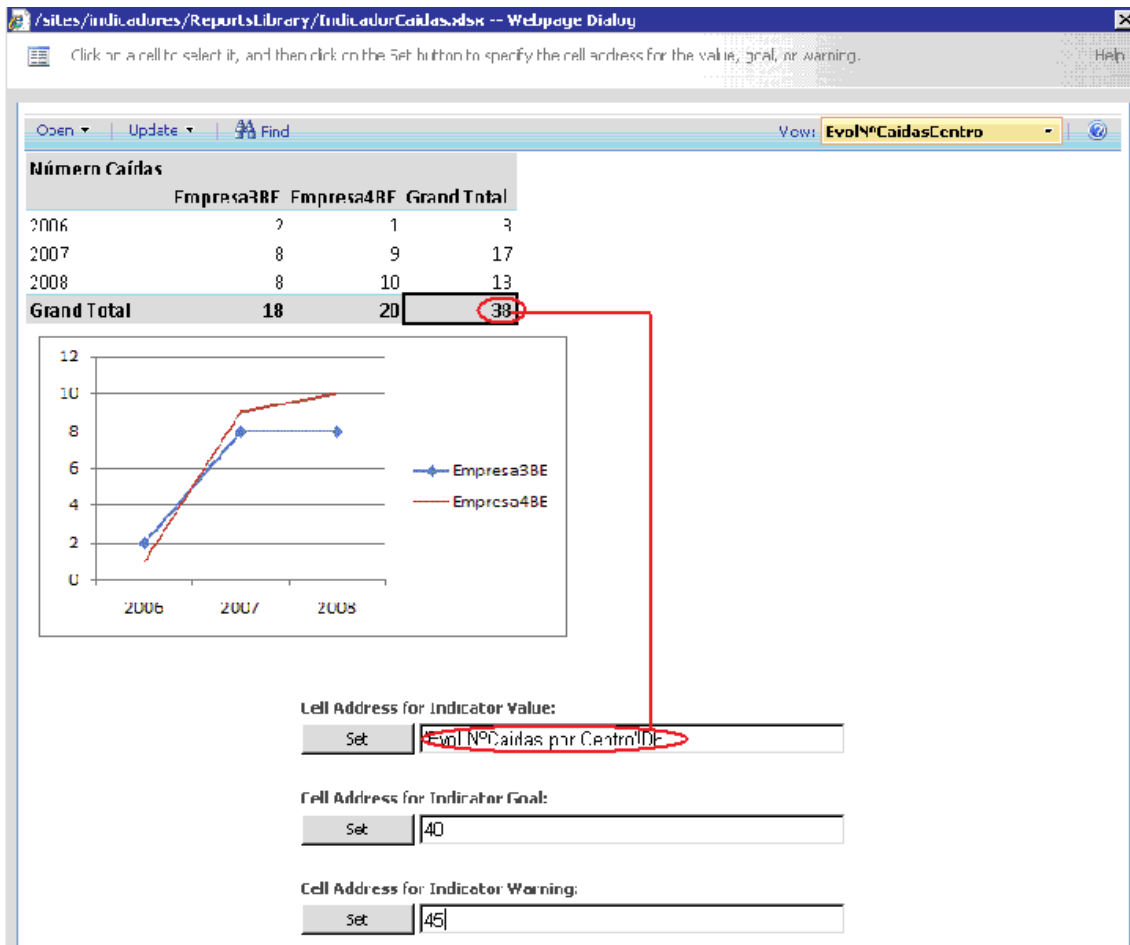 /sites/indicadores/ReportsLibrary/IndicadorCaidas.xlsx -- Webpage Dialog
Click on a cell to select it, and then click on the Set button to specify the cell address for the value, goal, or warning.
Help
Open Update Find View: EvolNºCaidasCentro
Número Caídas
Empresa3BE Empresa4BE Grand Total
2006 2 1 3
2007 8 9 17
2008 8 10 18
Grand Total 18 20 38
12
10
8
6
4
2
0
2006 2007 2008
Empresa3BE
Empresa4BE
Cell Address for Indicator Value:
Set 'Evol NºCaidas por Centro'!
Cell Address for Indicator Goal:
Set 40
Cell Address for Indicator Warning:
Set 45